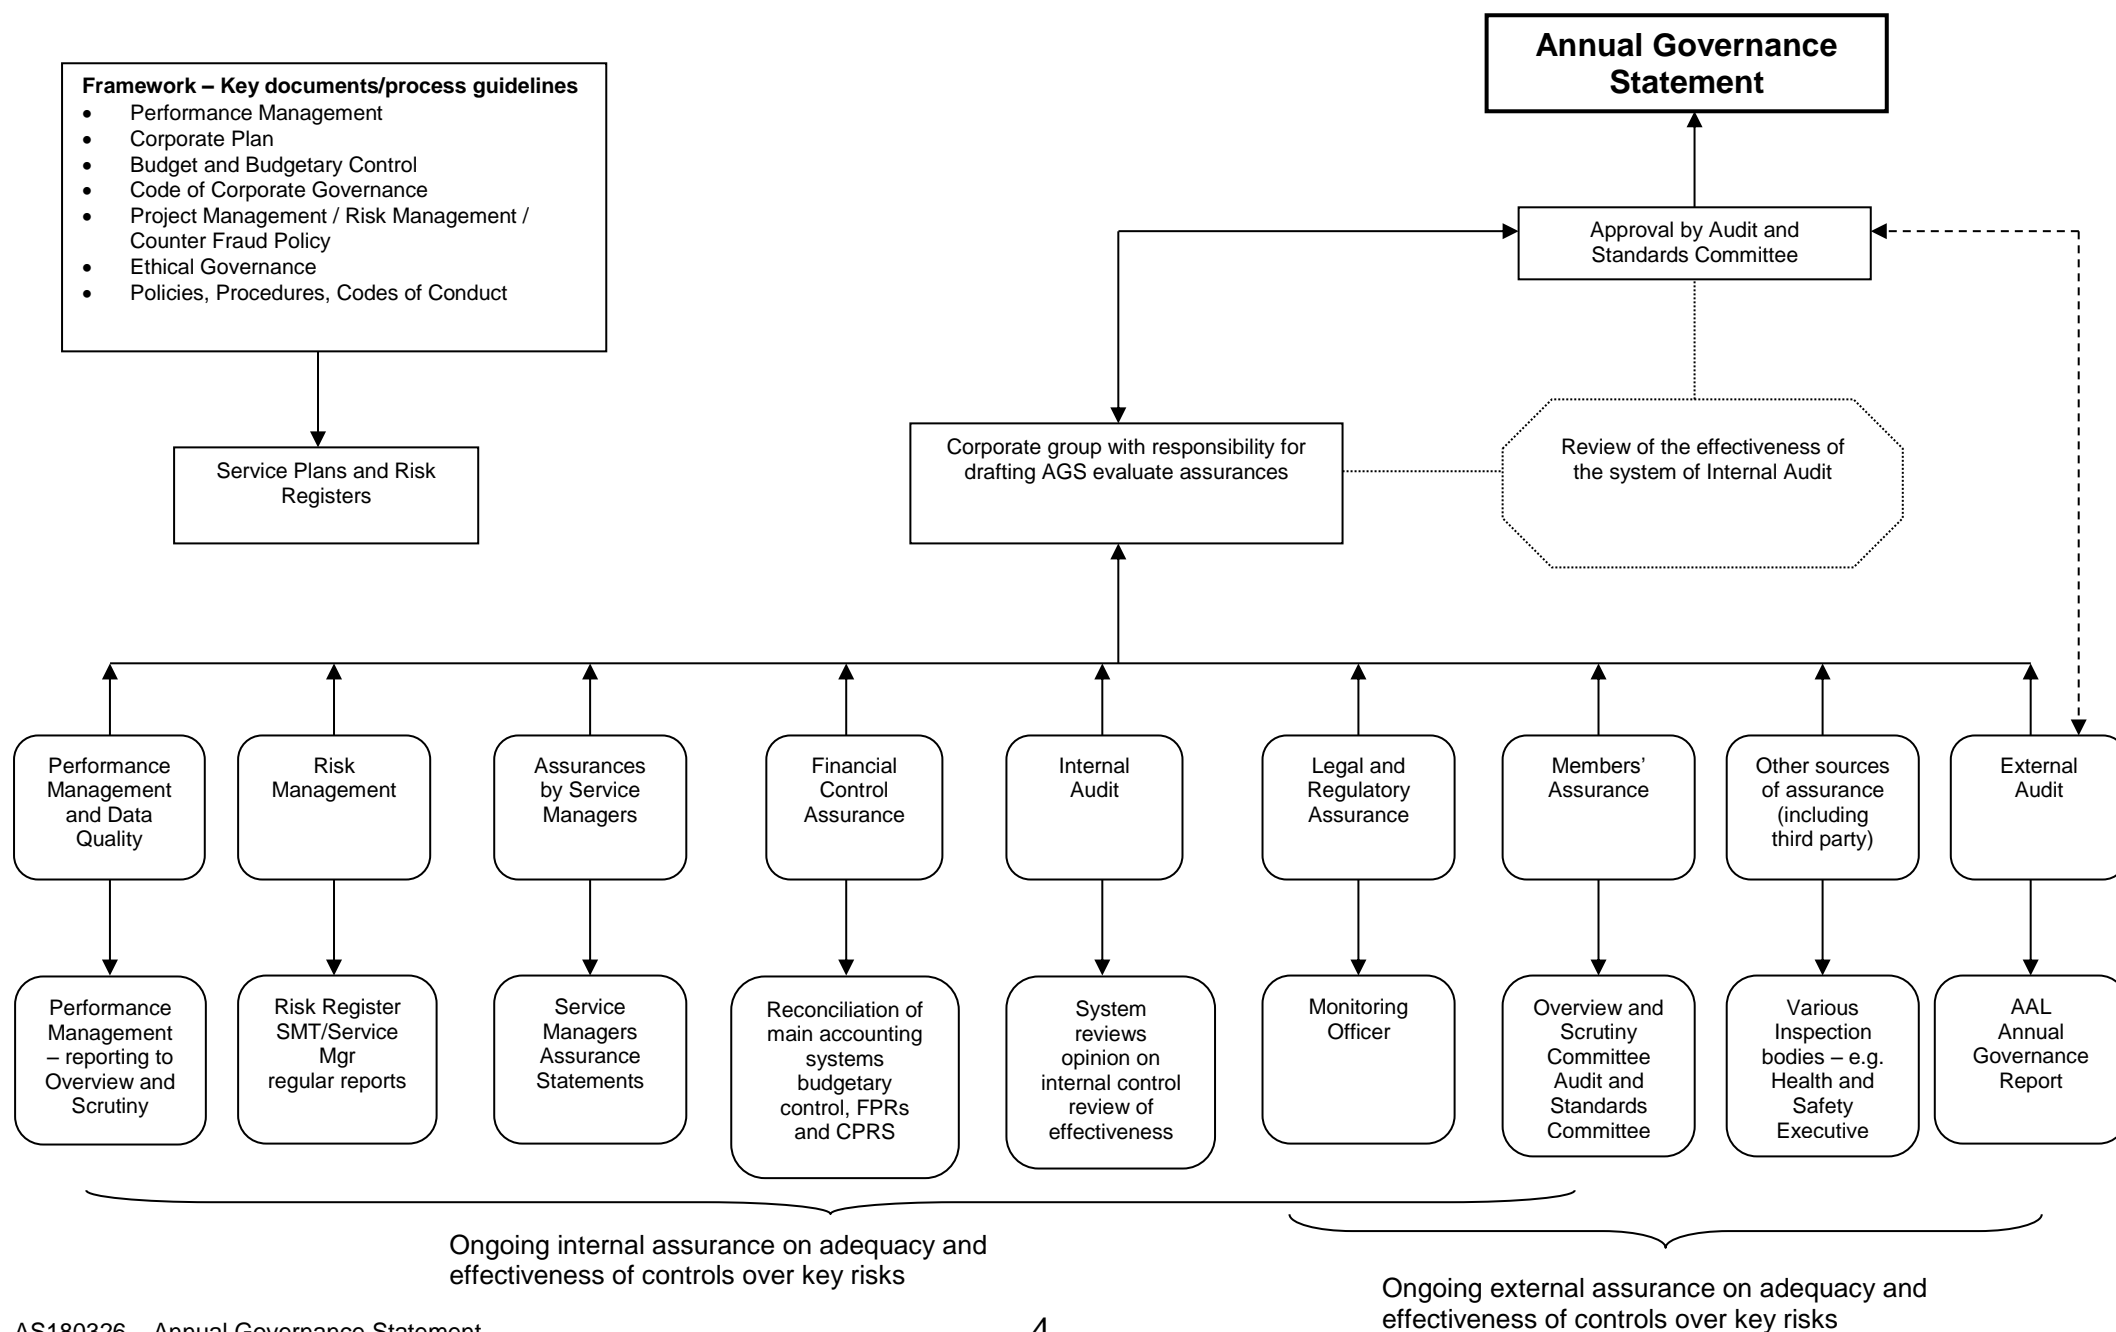 Annual Governance
Statement
Framework – Key documents/process guidelines
• Performance Management
• Corporate Plan
• Budget and Budgetary Control
• Code of Corporate Governance
• Project Management / Risk Management /
Counter Fraud Policy
• Ethical Governance
• Policies, Procedures, Codes of Conduct
Approval by Audit and
Standards Committee
Service Plans and Risk
Registers
Corporate group with responsibility for
drafting AGS evaluate assurances
Review of the effectiveness of
the system of Internal Audit
Performance
Management
and Data
Quality
Risk
Management
Assurances
by Service
Managers
Financial
Control
Assurance
Internal
Audit
Legal and
Regulatory
Assurance
Members’
Assurance
Other sources
of assurance
(including
third party)
External
Audit
Performance
Management
– reporting to
Overview and
Scrutiny
Risk Register
SMT/Service
Mgr
regular reports
Service
Managers
Assurance
Statements
Reconciliation of
main accounting
systems
budgetary
control, FPRs
and CPRS
System
reviews
opinion on
internal control
review of
effectiveness
Monitoring
Officer
Overview and
Scrutiny
Committee
Audit and
Standards
Committee
Various
Inspection
bodies – e.g.
Health and
Safety
Executive
AAL
Annual
Governance
Report
Ongoing internal assurance on adequacy and
effectiveness of controls over key risks
Ongoing external assurance on adequacy and
effectiveness of controls over key risks
AS180326 Annual Governance Statement
4